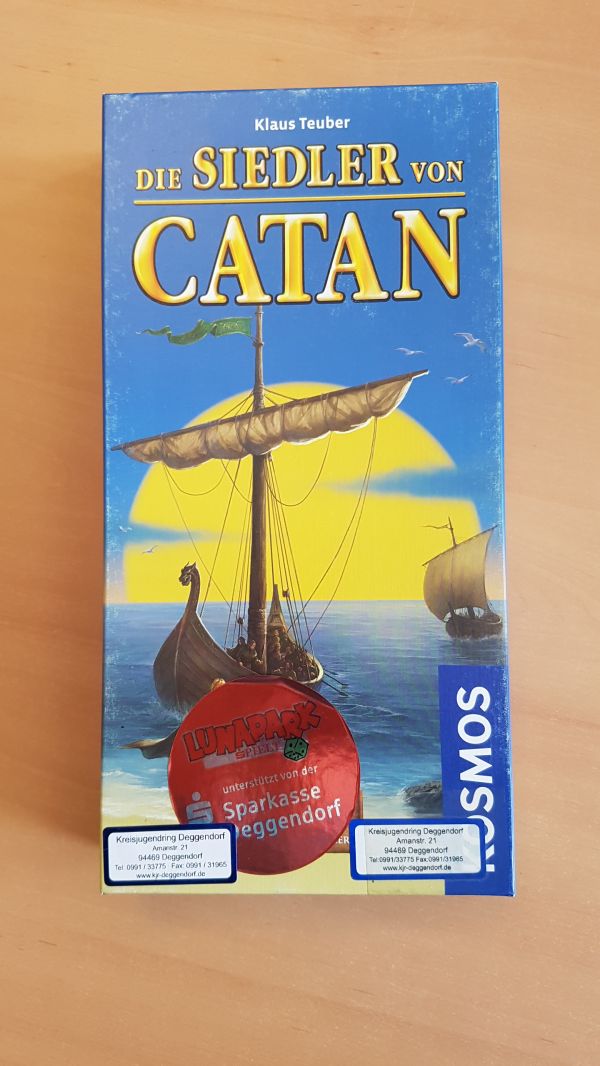 Klaus Teuber
DIE SIEDLER VON
CATAN
KOSMOS
LUNAPARK
SPIELE
unterstützt von der
Sparkasse
Deggendorf
Kreisjugendring Deggendorf
Amanstr. 21
94469 Deggendorf
Tel: 0991 / 33775 Fax: 0991 / 31965
www.kjr-deggendorf.de
Kreisjugendring Deggendorf
Amanstr. 21
94469 Deggendorf
Tel:0991/33775 Fax:0991/31965
www.kjr-deggendorf.de